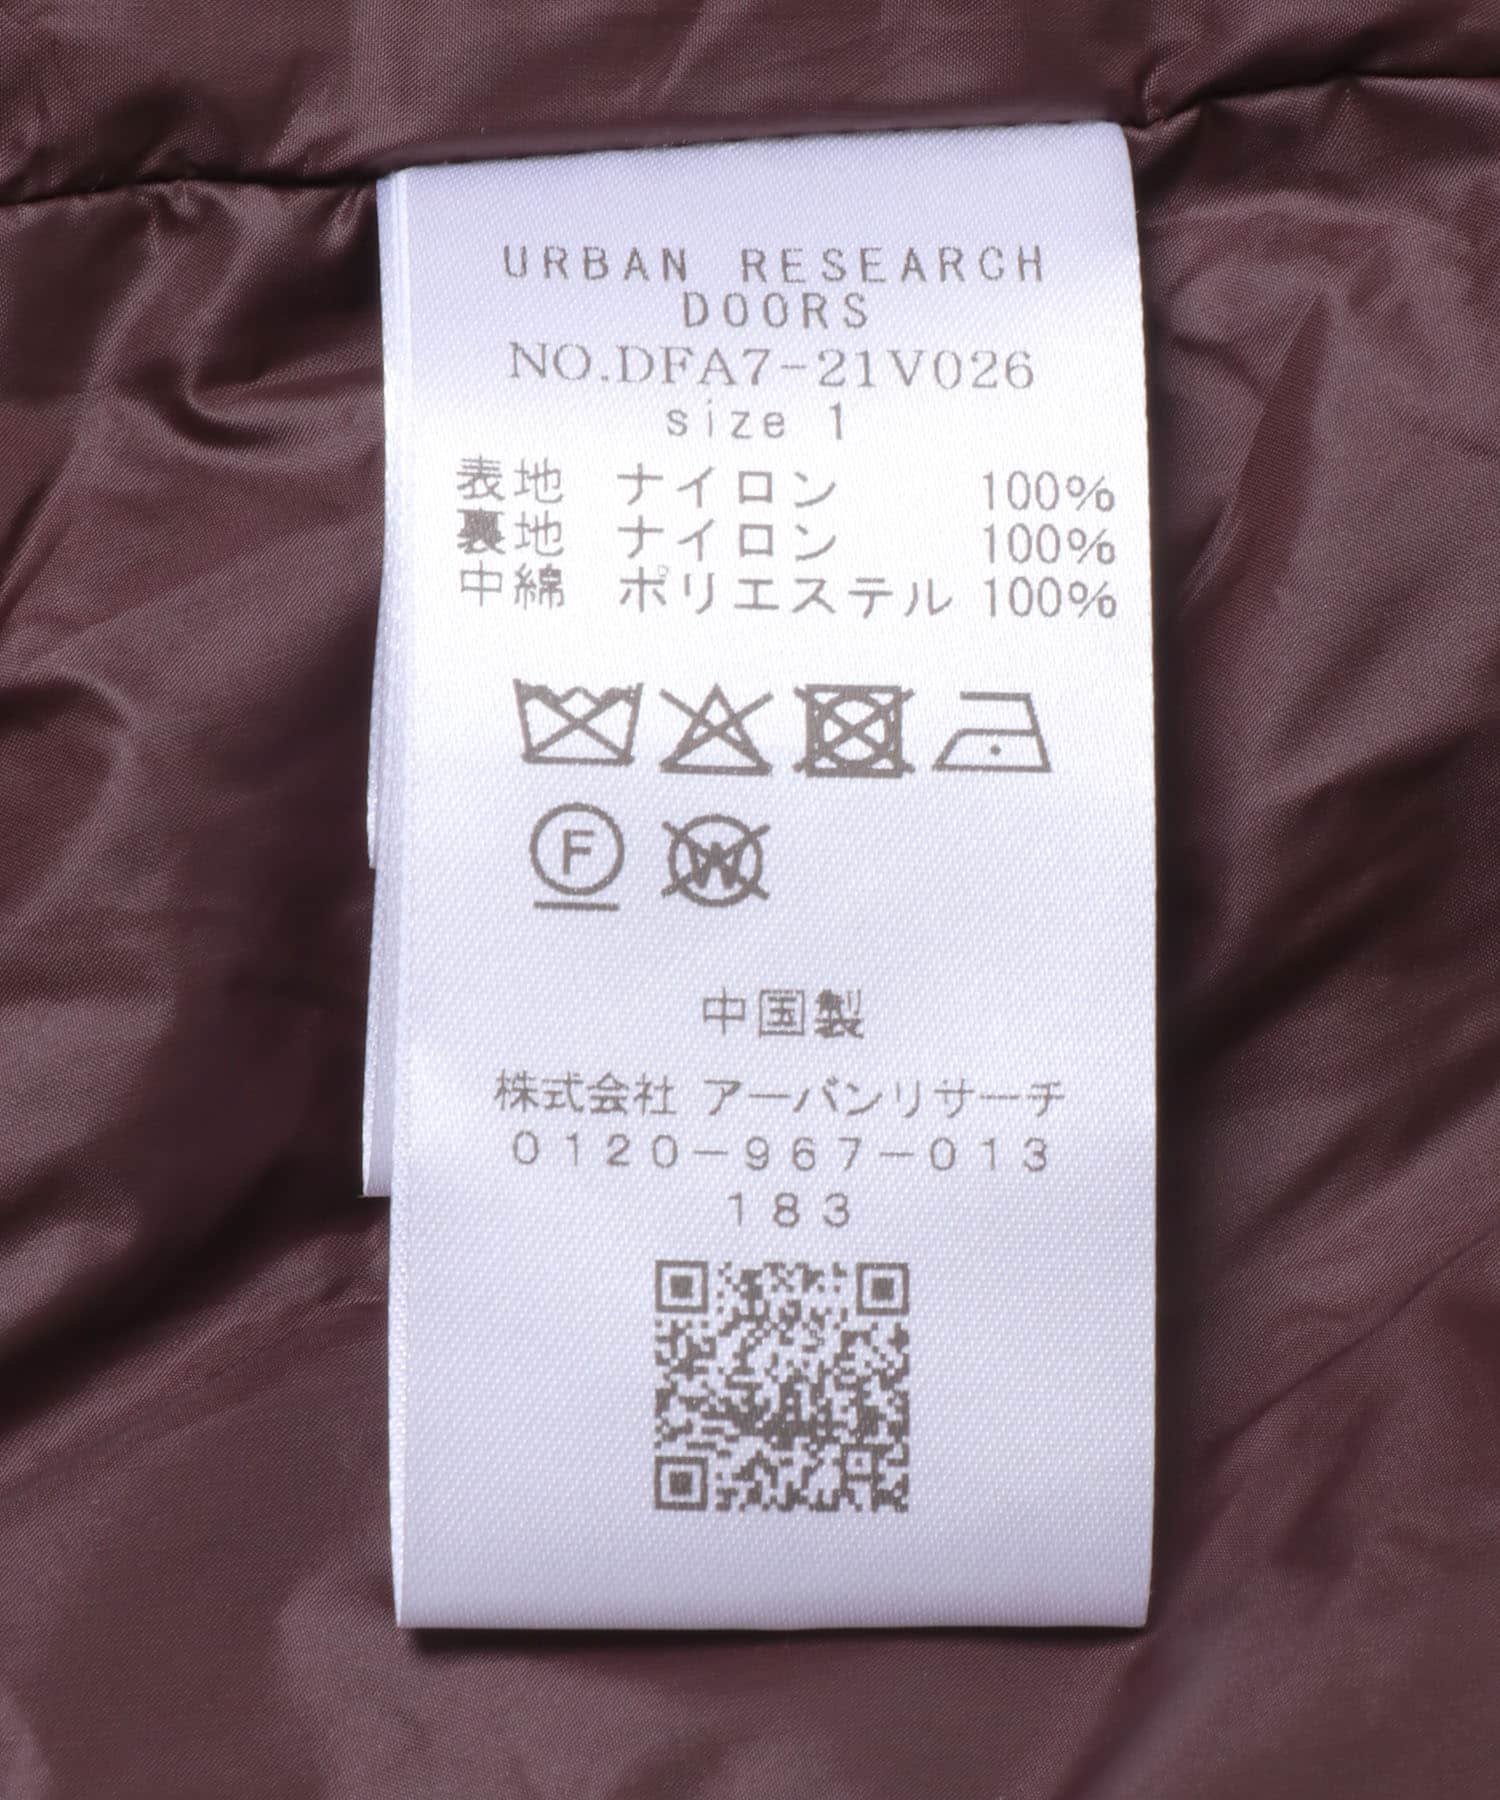 URBAN RESEARCH
DOORS
NO.DFA7-21V026
size 1
表地 ナイロン 100%
裏地 ナイロン 100%
中綿 ポリエステル 100%
F W
中国製
株式会社 アーバンリサーチ
0120-967-013
183